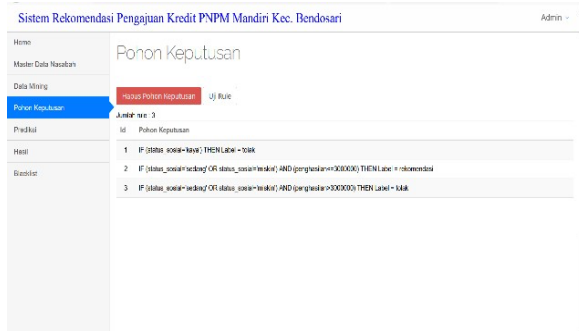 Sistem Rekomendasi Pengajuan Kredit PNPM Mandiri Kec. Bendosari
Admin
Home
Master Data Nasabah
Data Mining
Pohon Keputusan
Prediksi
Hasil
Blacklist
Pohon Keputusan
Hapus Pohon Keputusan Uji Rule
Jumlah rule : 3
Id Pohon Keputusan
1 IF (status_sosial='kaya') THEN Label = tolak
2 IF (status_sosial='sedang' OR status_sosial='miskin') AND (penghasilan<=3000000) THEN Label = rekomendasi
3 IF (status_sosial='sedang' OR status_sosial='miskin') AND (penghasilan>3000000) THEN Label = tolak